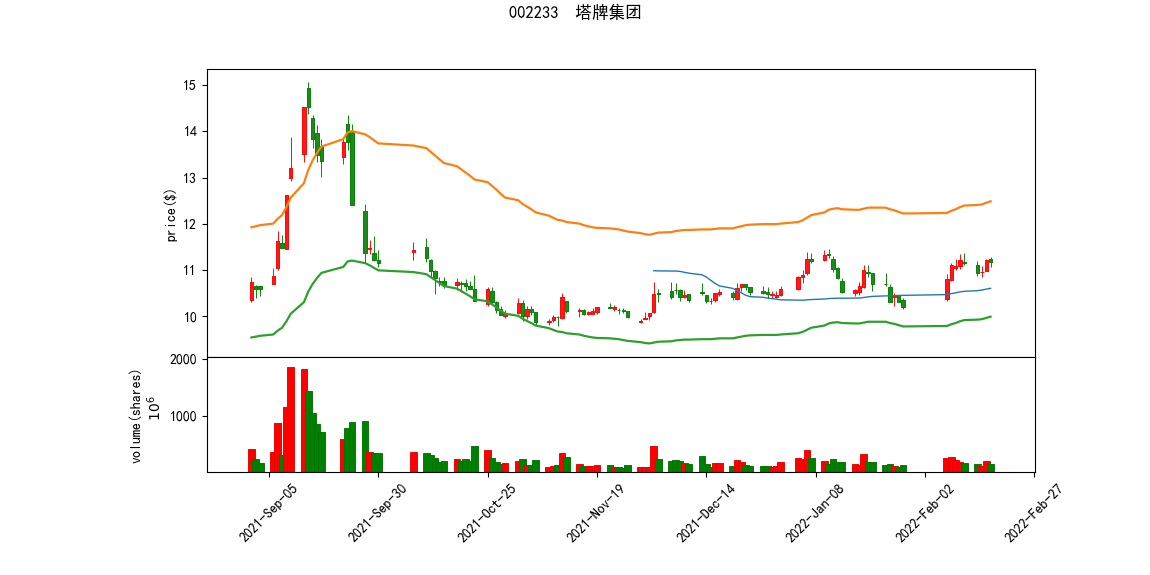 002233  塔牌集团
price($)
15
14
13
12
11
10
volume(shares)
10^6
2000
1000
2021-Sep-05
2021-Sep-30
2021-Oct-25
2021-Nov-19
2021-Dec-14
2022-Jan-08
2022-Feb-02
2022-Feb-27